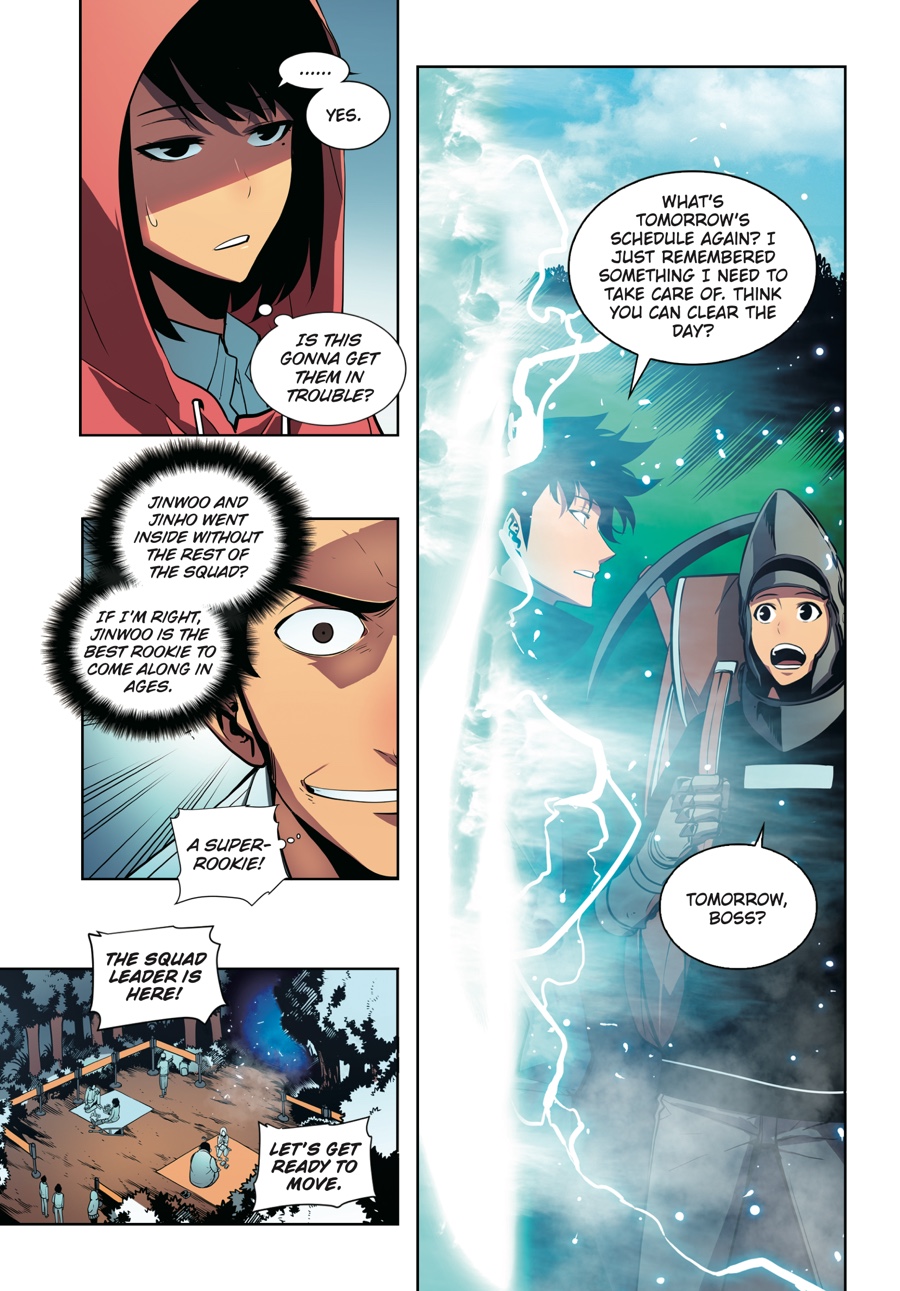 ......
YES.
IS THIS
GONNA GET
THEM IN
TROUBLE?
JINWOO AND
JINHO WENT
INSIDE WITHOUT
THE REST OF
THE SQUAD?
IF I'M RIGHT,
JINWOO IS THE
BEST ROOKIE TO
COME ALONG IN
AGES.
A SUPER-
ROOKIE!
THE SQUAD
LEADER IS
HERE!
LET'S GET
READY TO
MOVE.
WHAT'S
TOMORROW'S
SCHEDULE AGAIN? I
JUST REMEMBERED
SOMETHING I NEED TO
TAKE CARE OF. THINK
YOU CAN CLEAR THE
DAY?
TOMORROW,
BOSS?